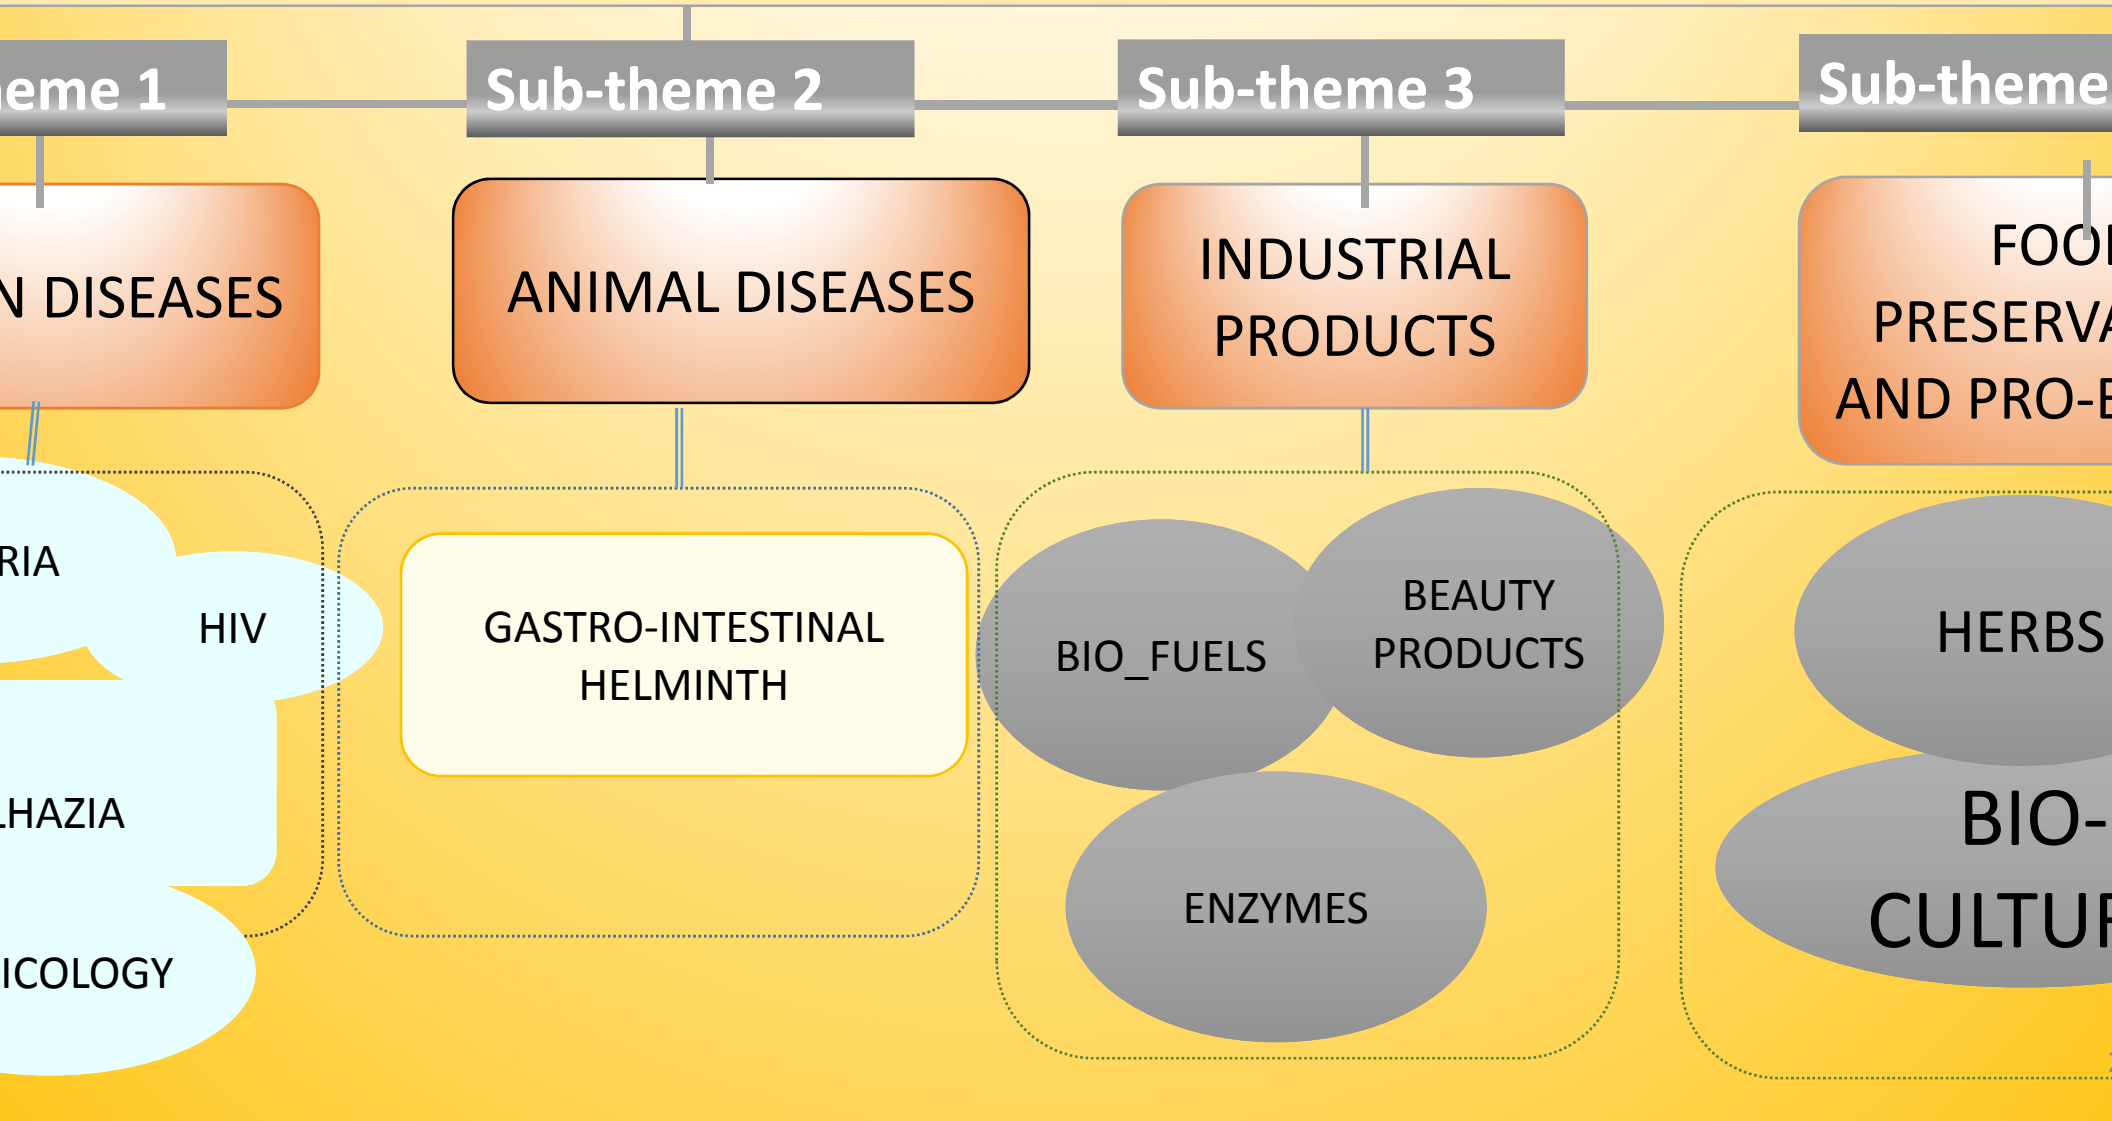 eme 1
Sub-theme 2
Sub-theme 3
Sub-theme
N DISEASES
ANIMAL DISEASES
INDUSTRIAL
PRODUCTS
FOO
PRESERVA
AND PRO-B
RIA
HIV
LHAZIA
ICOLOGY
GASTRO-INTESTINAL
HELMINTH
BIO_FUELS
BEAUTY
PRODUCTS
ENZYMES
HERBS
BIO-
CULTUR